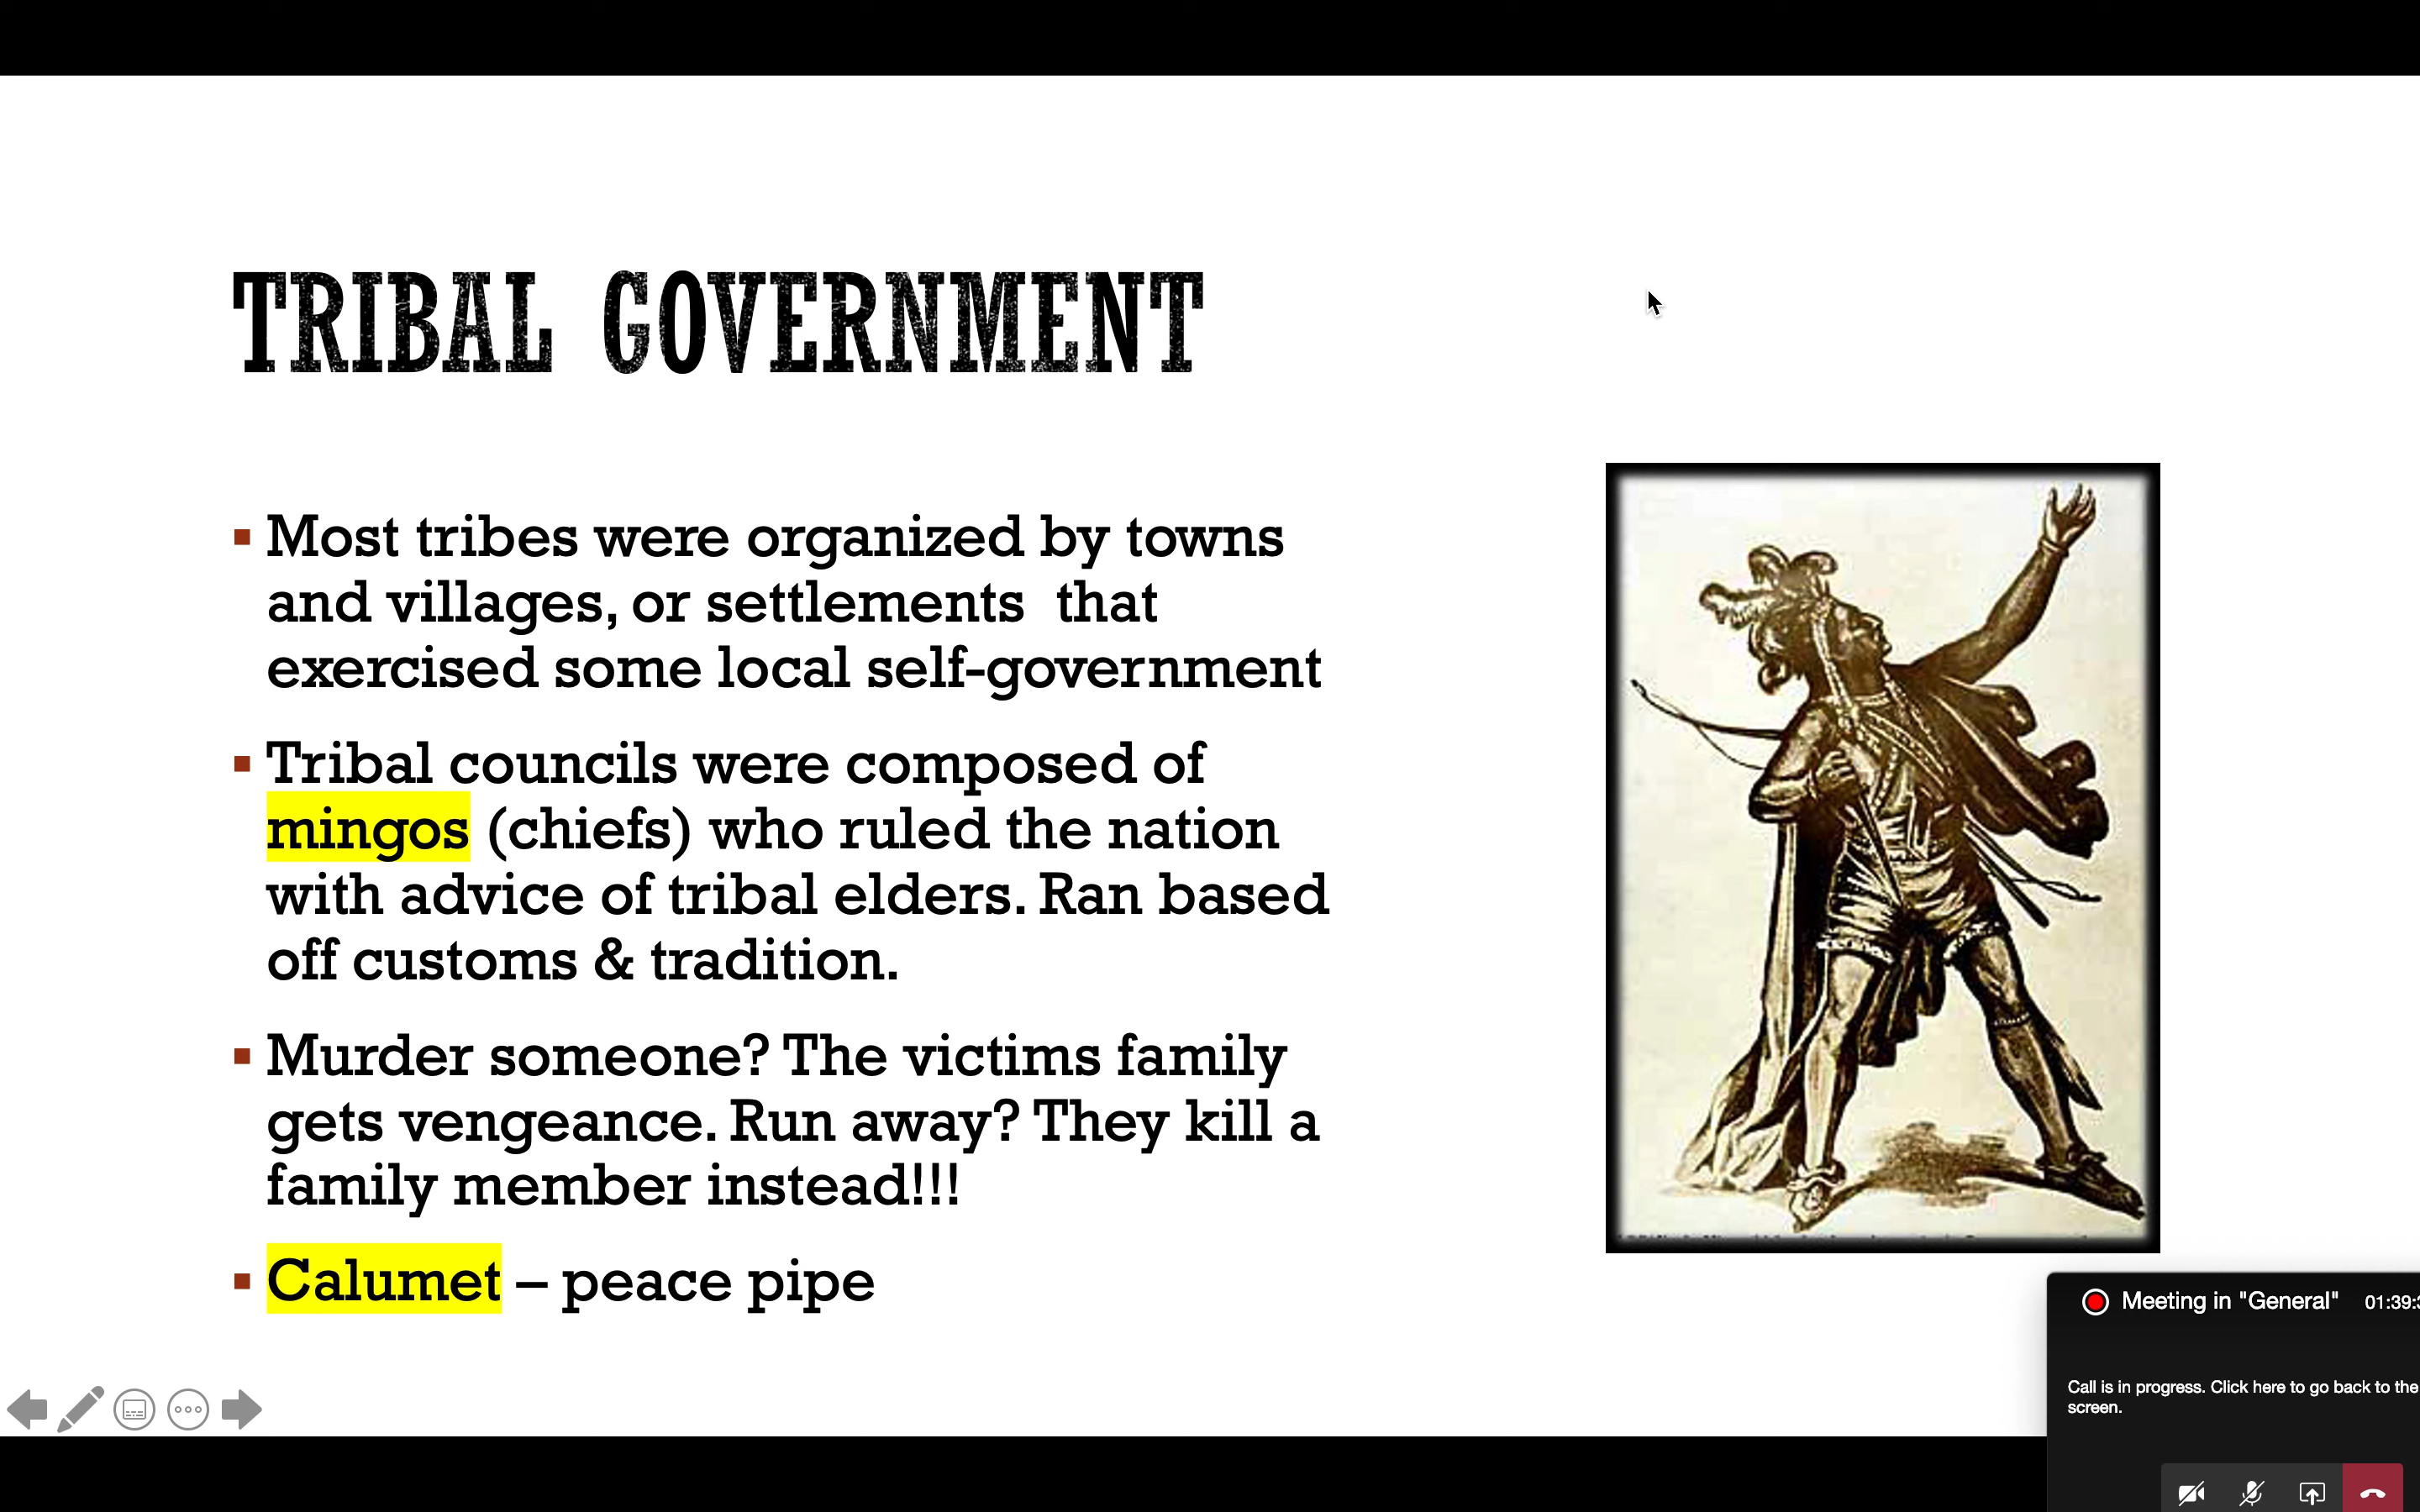 TRIBAL GOVERNMENT
Most tribes were organized by towns
and villages, or settlements that
exercised some local self-government
Tribal councils were composed of
mingos (chiefs) who ruled the nation
with advice of tribal elders. Ran based
off customs & tradition.
Murder someone? The victims family
gets vengeance. Run away? They kill a
family member instead!!!
Calumet – peace pipe
Meeting in "General" 01:39:
Call is in progress. Click here to go back to the
screen.